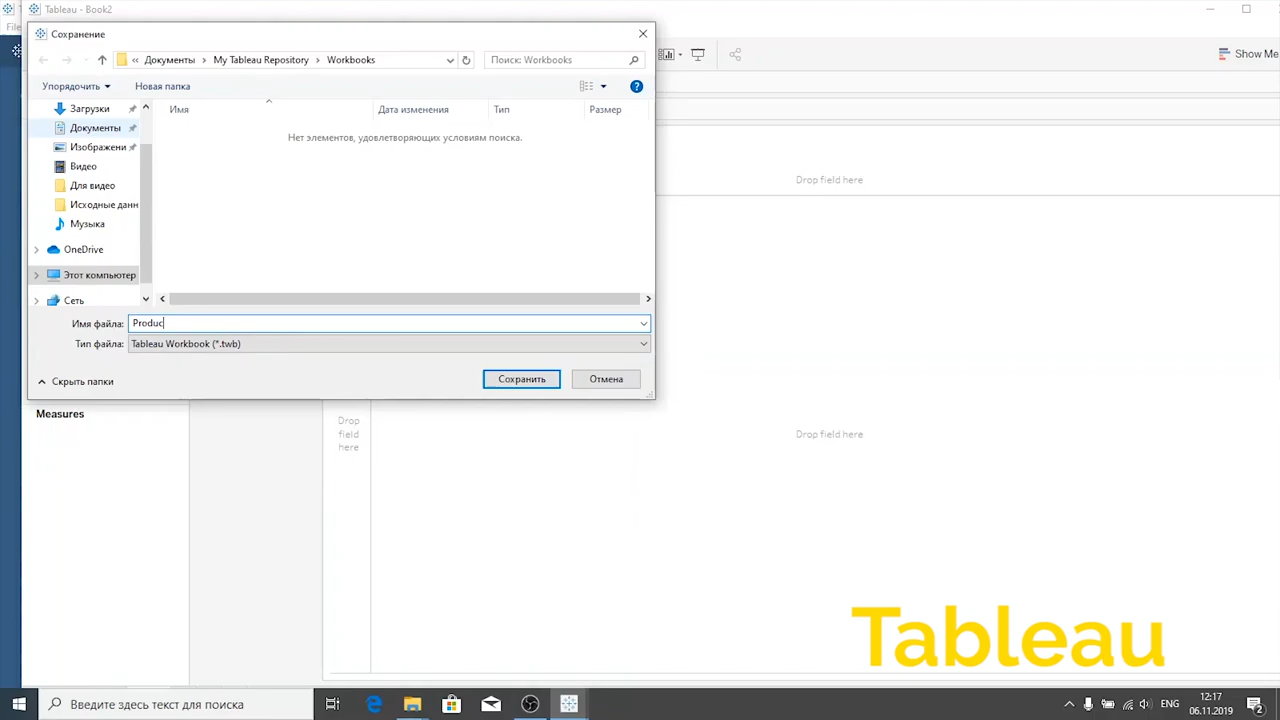 Tableau - Book2
File
Сохранение
« Документы › My Tableau Repository › Workbooks
Поиск: Workbooks
Show Me
Упорядочить
Новая папка
Загрузки
Документы
Изображени
Видео
Для видео
Исходные данн
Музыка
OneDrive
Этот компьютер
Сеть
Имя
Дата изменения
Тип
Размер
Нет элементов, удовлетворяющих условиям поиска.
Имя файла:
Produc
Тип файла:
Tableau Workbook (*.twb)
Скрыть папки
Сохранить
Отмена
Drop field here
Measures
Drop
field
here
Drop field here
Tableau
Введите здесь текст для поиска
ENG
12:17
06.11.2019
2